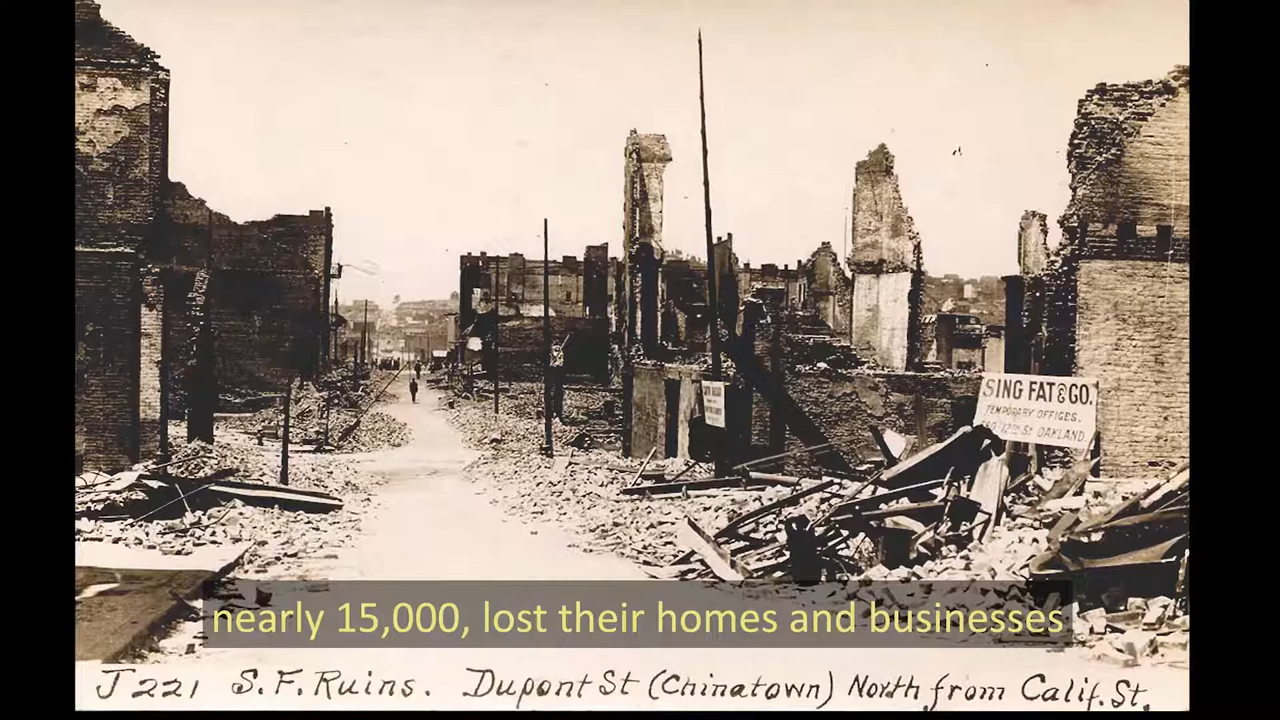 SING FAT & CO.
TEMPORARY OFFICES.
12TH ST. OAKLAND.
nearly 15,000, lost their homes and businesses
J221 S.F. Ruins. Dupont St (Chinatown) North from Calif. St.